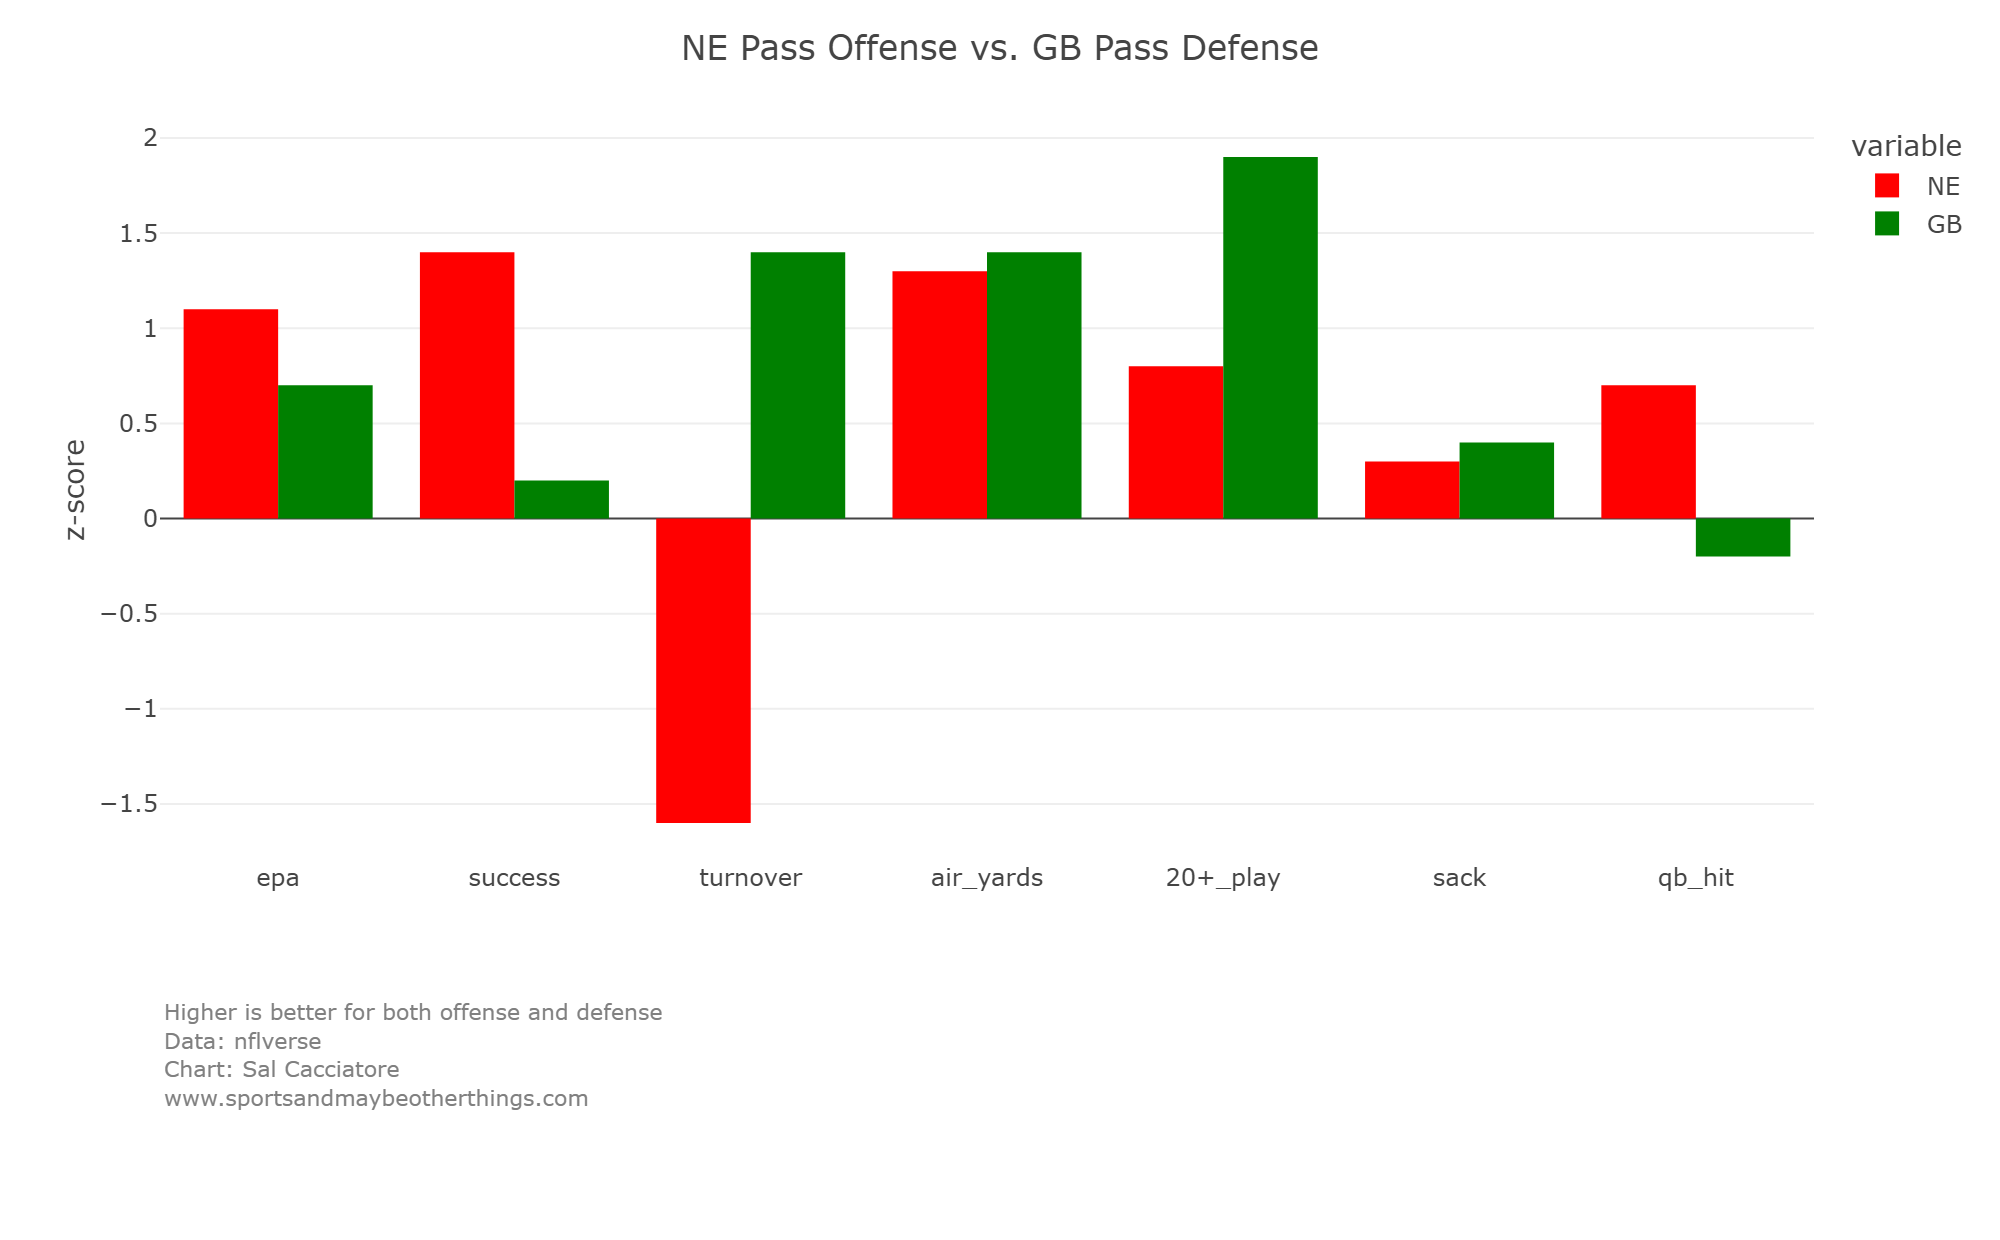 NE Pass Offense vs. GB Pass Defense
variable
NE
GB
z-score
2
1.5
1
0.5
0
−0.5
−1
−1.5
epa
success
turnover
air_yards
20+_play
sack
qb_hit
Higher is better for both offense and defense
Data: nflverse
Chart: Sal Cacciatore
www.sportsandmaybeotherthings.com